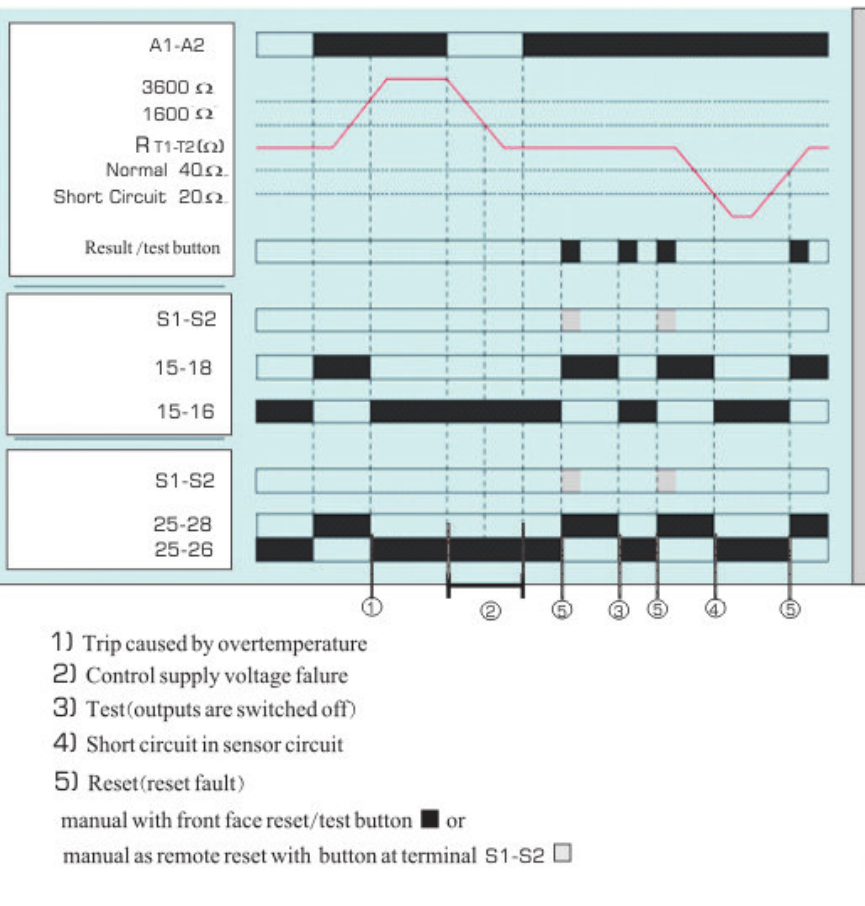 A1-A2
3600 Ω
1600 Ω
R T1-T2(Ω)
Normal 40Ω
Short Circuit 20Ω
Result /test button
S1-S2
15-18
15-16
S1-S2
25-28
25-26
① ② ⑤ ③ ⑤ ④ ⑤
1) Trip caused by overtemperature
2) Control supply voltage falure
3) Test(outputs are switched off)
4) Short circuit in sensor circuit
5) Reset(reset fault)
manual with front face reset/test button ■ or
manual as remote reset with button at terminal S1-S2 □